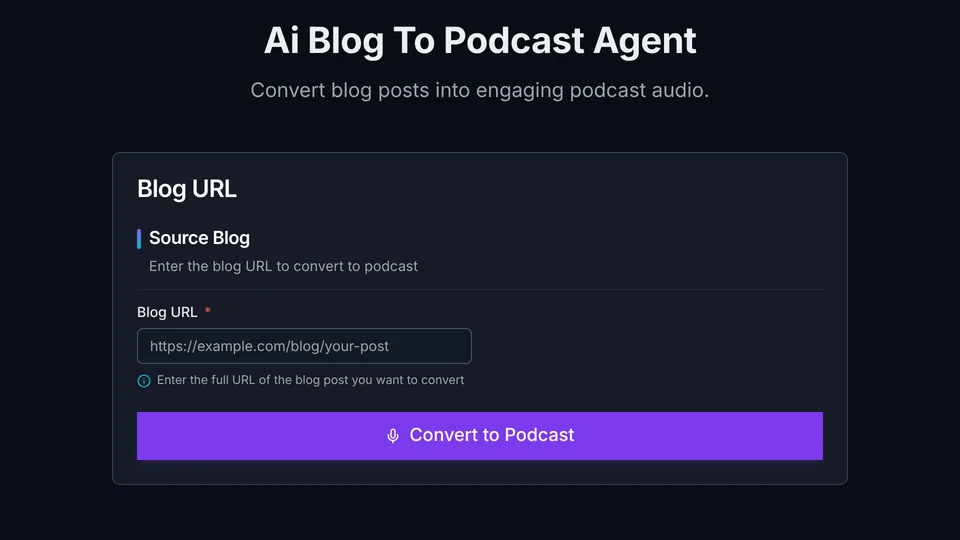 Ai Blog To Podcast Agent
Convert blog posts into engaging podcast audio.
Blog URL
Source Blog
Enter the blog URL to convert to podcast
Blog URL *
https://example.com/blog/your-post
Enter the full URL of the blog post you want to convert
Convert to Podcast